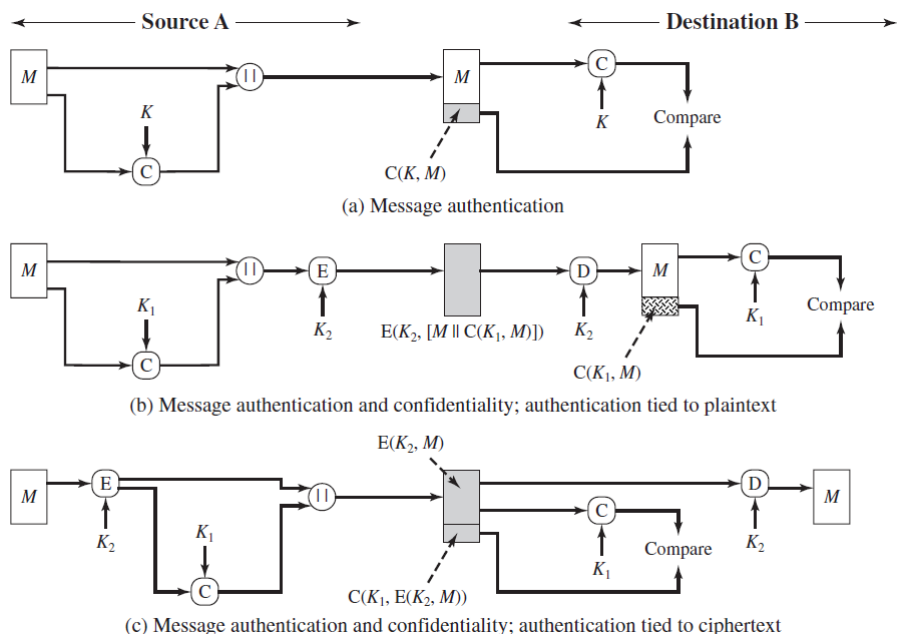 Source A Destination B
M || M C
K K Compare
C
C(K, M)
(a) Message authentication
M || E D M C
K₁ K₂ E(K₂, [M || C(K₁, M)]) K₂ K₁ Compare
C
C(K₁, M)
(b) Message authentication and confidentiality; authentication tied to plaintext
E(K₂, M)
M E || C D M
K₂ K₁ K₁ Compare K₂
C
C(K₁, E(K₂, M))
(c) Message authentication and confidentiality; authentication tied to ciphertext